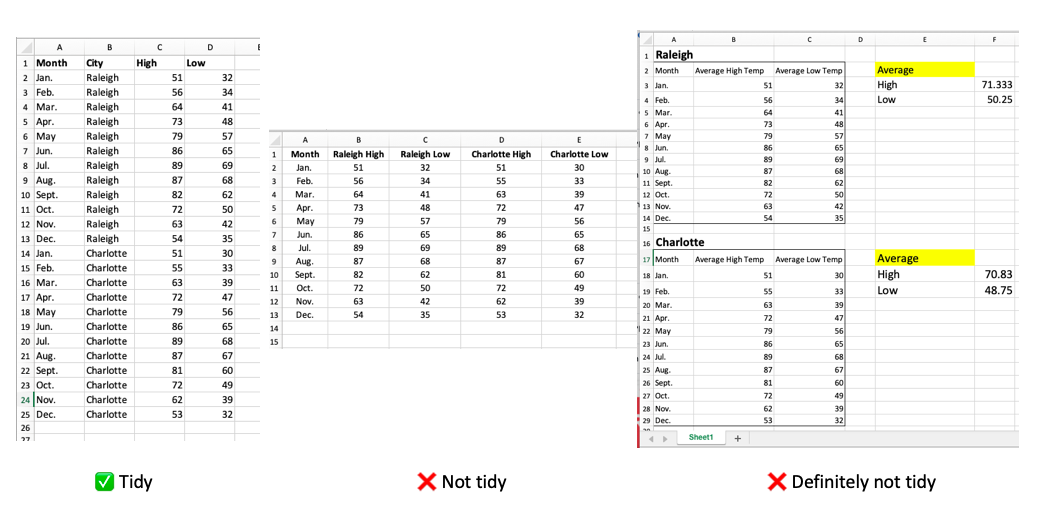 A B C D E
1 Month City High Low
2 Jan. Raleigh 51 32
3 Feb. Raleigh 56 34
4 Mar. Raleigh 64 41
5 Apr. Raleigh 73 48
6 May Raleigh 79 57
7 Jun. Raleigh 86 65
8 Jul. Raleigh 89 69
9 Aug. Raleigh 87 68
10 Sept. Raleigh 82 62
11 Oct. Raleigh 72 50
12 Nov. Raleigh 63 42
13 Dec. Raleigh 54 35
14 Jan. Charlotte 51 30
15 Feb. Charlotte 55 33
16 Mar. Charlotte 63 39
17 Apr. Charlotte 72 47
18 May Charlotte 79 56
19 Jun. Charlotte 86 65
20 Jul. Charlotte 89 68
21 Aug. Charlotte 87 67
22 Sept. Charlotte 81 60
23 Oct. Charlotte 72 49
24 Nov. Charlotte 62 39
25 Dec. Charlotte 53 32
26
27
A B C D E
1 Month Raleigh High Raleigh Low Charlotte High Charlotte Low
2 Jan. 51 32 51 30
3 Feb. 56 34 55 33
4 Mar. 64 41 63 39
5 Apr. 73 48 72 47
6 May 79 57 79 56
7 Jun. 86 65 86 65
8 Jul. 89 69 89 68
9 Aug. 87 68 87 67
10 Sept. 82 62 81 60
11 Oct. 72 50 72 49
12 Nov. 63 42 62 39
13 Dec. 54 35 53 32
14
15
A B C D E F
1 Raleigh
2 Month Average High Temp Average Low Temp Average
3 Jan. 51 32 High 71.333
4 Feb. 56 34 Low 50.25
5 Mar. 64 41
6 Apr. 73 48
7 May 79 57
8 Jun. 86 65
9 Jul. 89 69
10 Aug. 87 68
11 Sept. 82 62
12 Oct. 72 50
13 Nov. 63 42
14 Dec. 54 35
15
16 Charlotte
17 Month Average High Temp Average Low Temp Average
18 Jan. 51 30 High 70.83
19 Feb. 55 33 Low 48.75
20 Mar. 63 39
21 Apr. 72 47
22 May 79 56
23 Jun. 86 65
24 Jul. 89 68
25 Aug. 87 67
26 Sept. 81 60
27 Oct. 72 49
28 Nov. 62 39
29 Dec. 53 32
Sheet1 +
✅ Tidy
❌ Not tidy
❌ Definitely not tidy